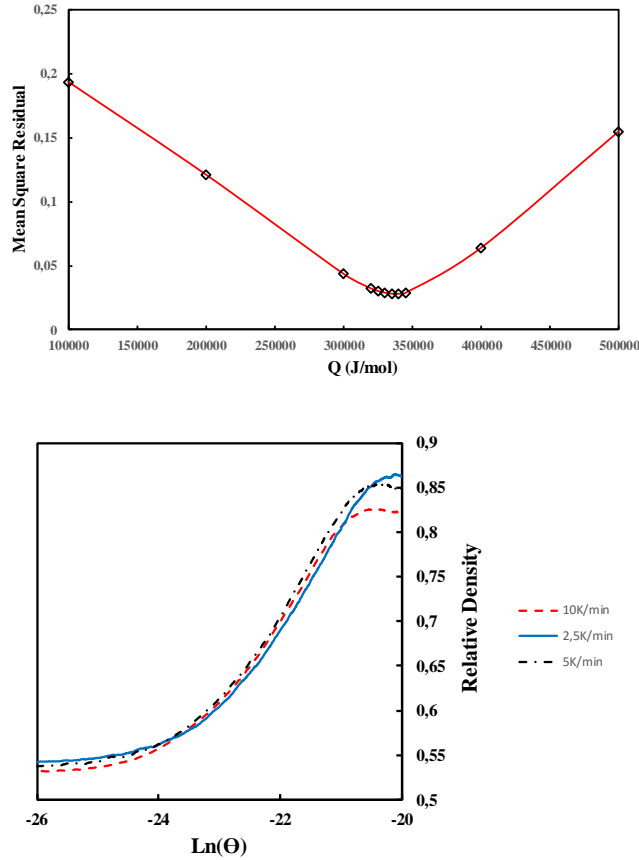 0,25
0,2
0,15
0,1
0,05
0
Mean Square Residual
100000 150000 200000 250000 300000 350000 400000 450000 500000
Q (J/mol)
0,9
0,85
0,8
0,75
0,7
0,65
0,6
0,55
0,5
Relative Density
-26 -24 -22 -20
Ln(Θ)
10K/min
2,5K/min
5K/min